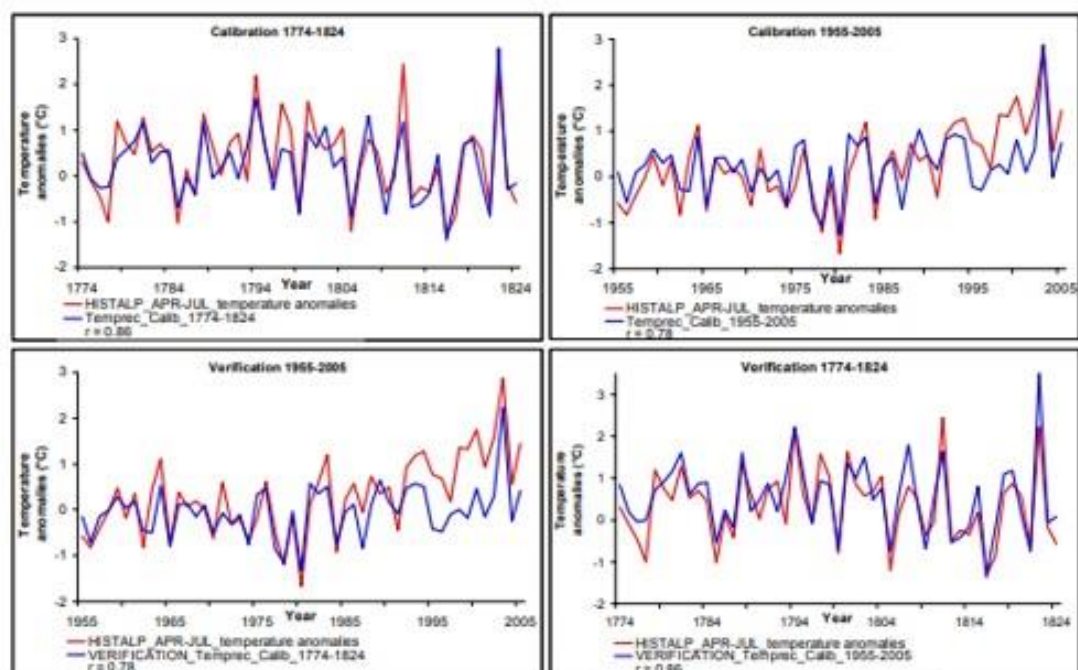 Calibration 1774-1824
Temperature
anomalies (°C)
3
2
1
0
-1
-2
1774 1784 1794 1804 1814 1824
Year
HISTALP_APR-JUL_temperature anomalies
Temprec_Calib_1774-1824
r = 0.86
Calibration 1955-2005
Temperature
anomalies (°C)
3
2
1
0
-1
-2
1955 1965 1975 1985 1995 2005
Year
HISTALP_APR-JUL_temperature anomalies
Temprec_Calib_1955-2005
r = 0.78
Verification 1955-2005
Temperature
anomalies (°C)
3
2
1
0
-1
-2
1955 1965 1975 1985 1995 2005
Year
HISTALP_APR-JUL_temperature anomalies
VERIFICATION_Temprec_Calib_1774-1824
r = 0.78
Verification 1774-1824
Temperature
anomalies (°C)
3
2
1
0
-1
-2
1774 1784 1794 1804 1814 1824
Year
HISTALP_APR-JUL_temperature anomalies
VERIFICATION_Temprec_Calib_1955-2005
r = 0.86